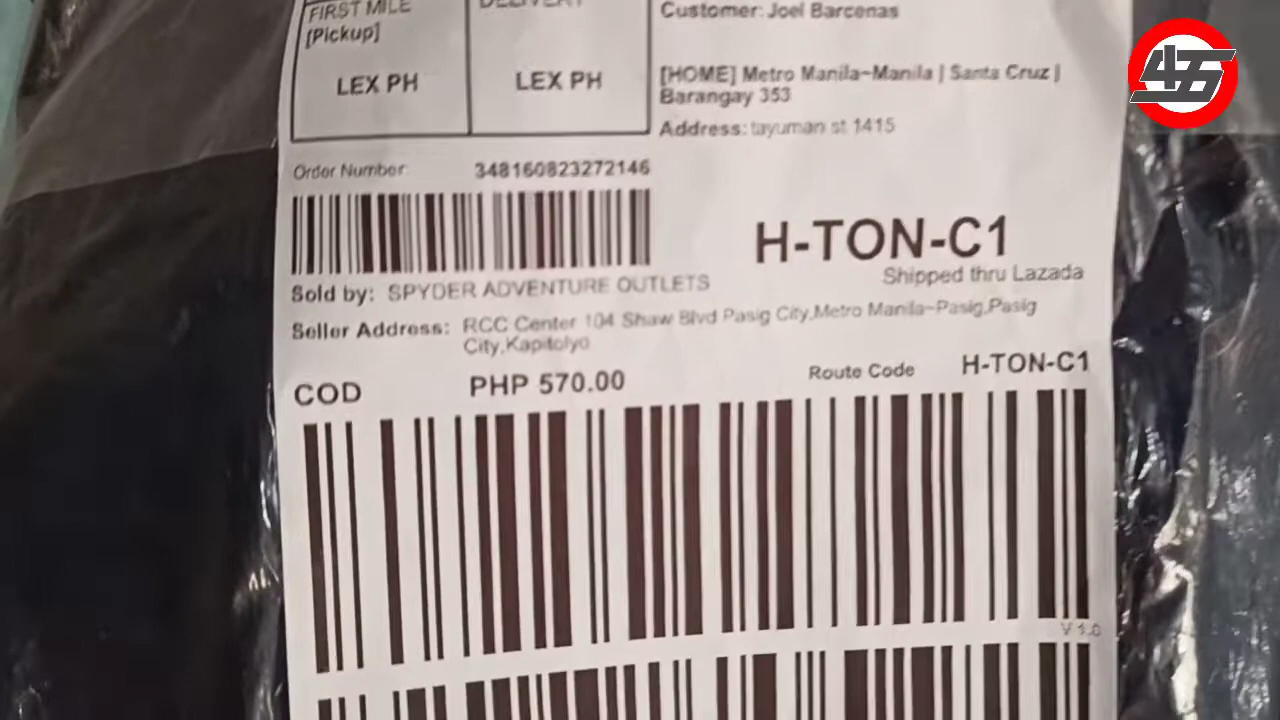 FIRST MILE
[Pickup]
DELIVERY
LEX PH
LEX PH
Customer: Joel Barcenas
[HOME] Metro Manila~Manila | Santa Cruz |
Barangay 353
Address: tayuman st 1415
Order Number: 348160823272146
H-TON-C1
Shipped thru Lazada
Sold by: SPYDER ADVENTURE OUTLETS
Seller Address: RCC Center 104 Shaw Blvd Pasig City,Metro Manila~Pasig,Pasig
City,Kapitolyo
COD PHP 570.00 Route Code H-TON-C1
V 1.0